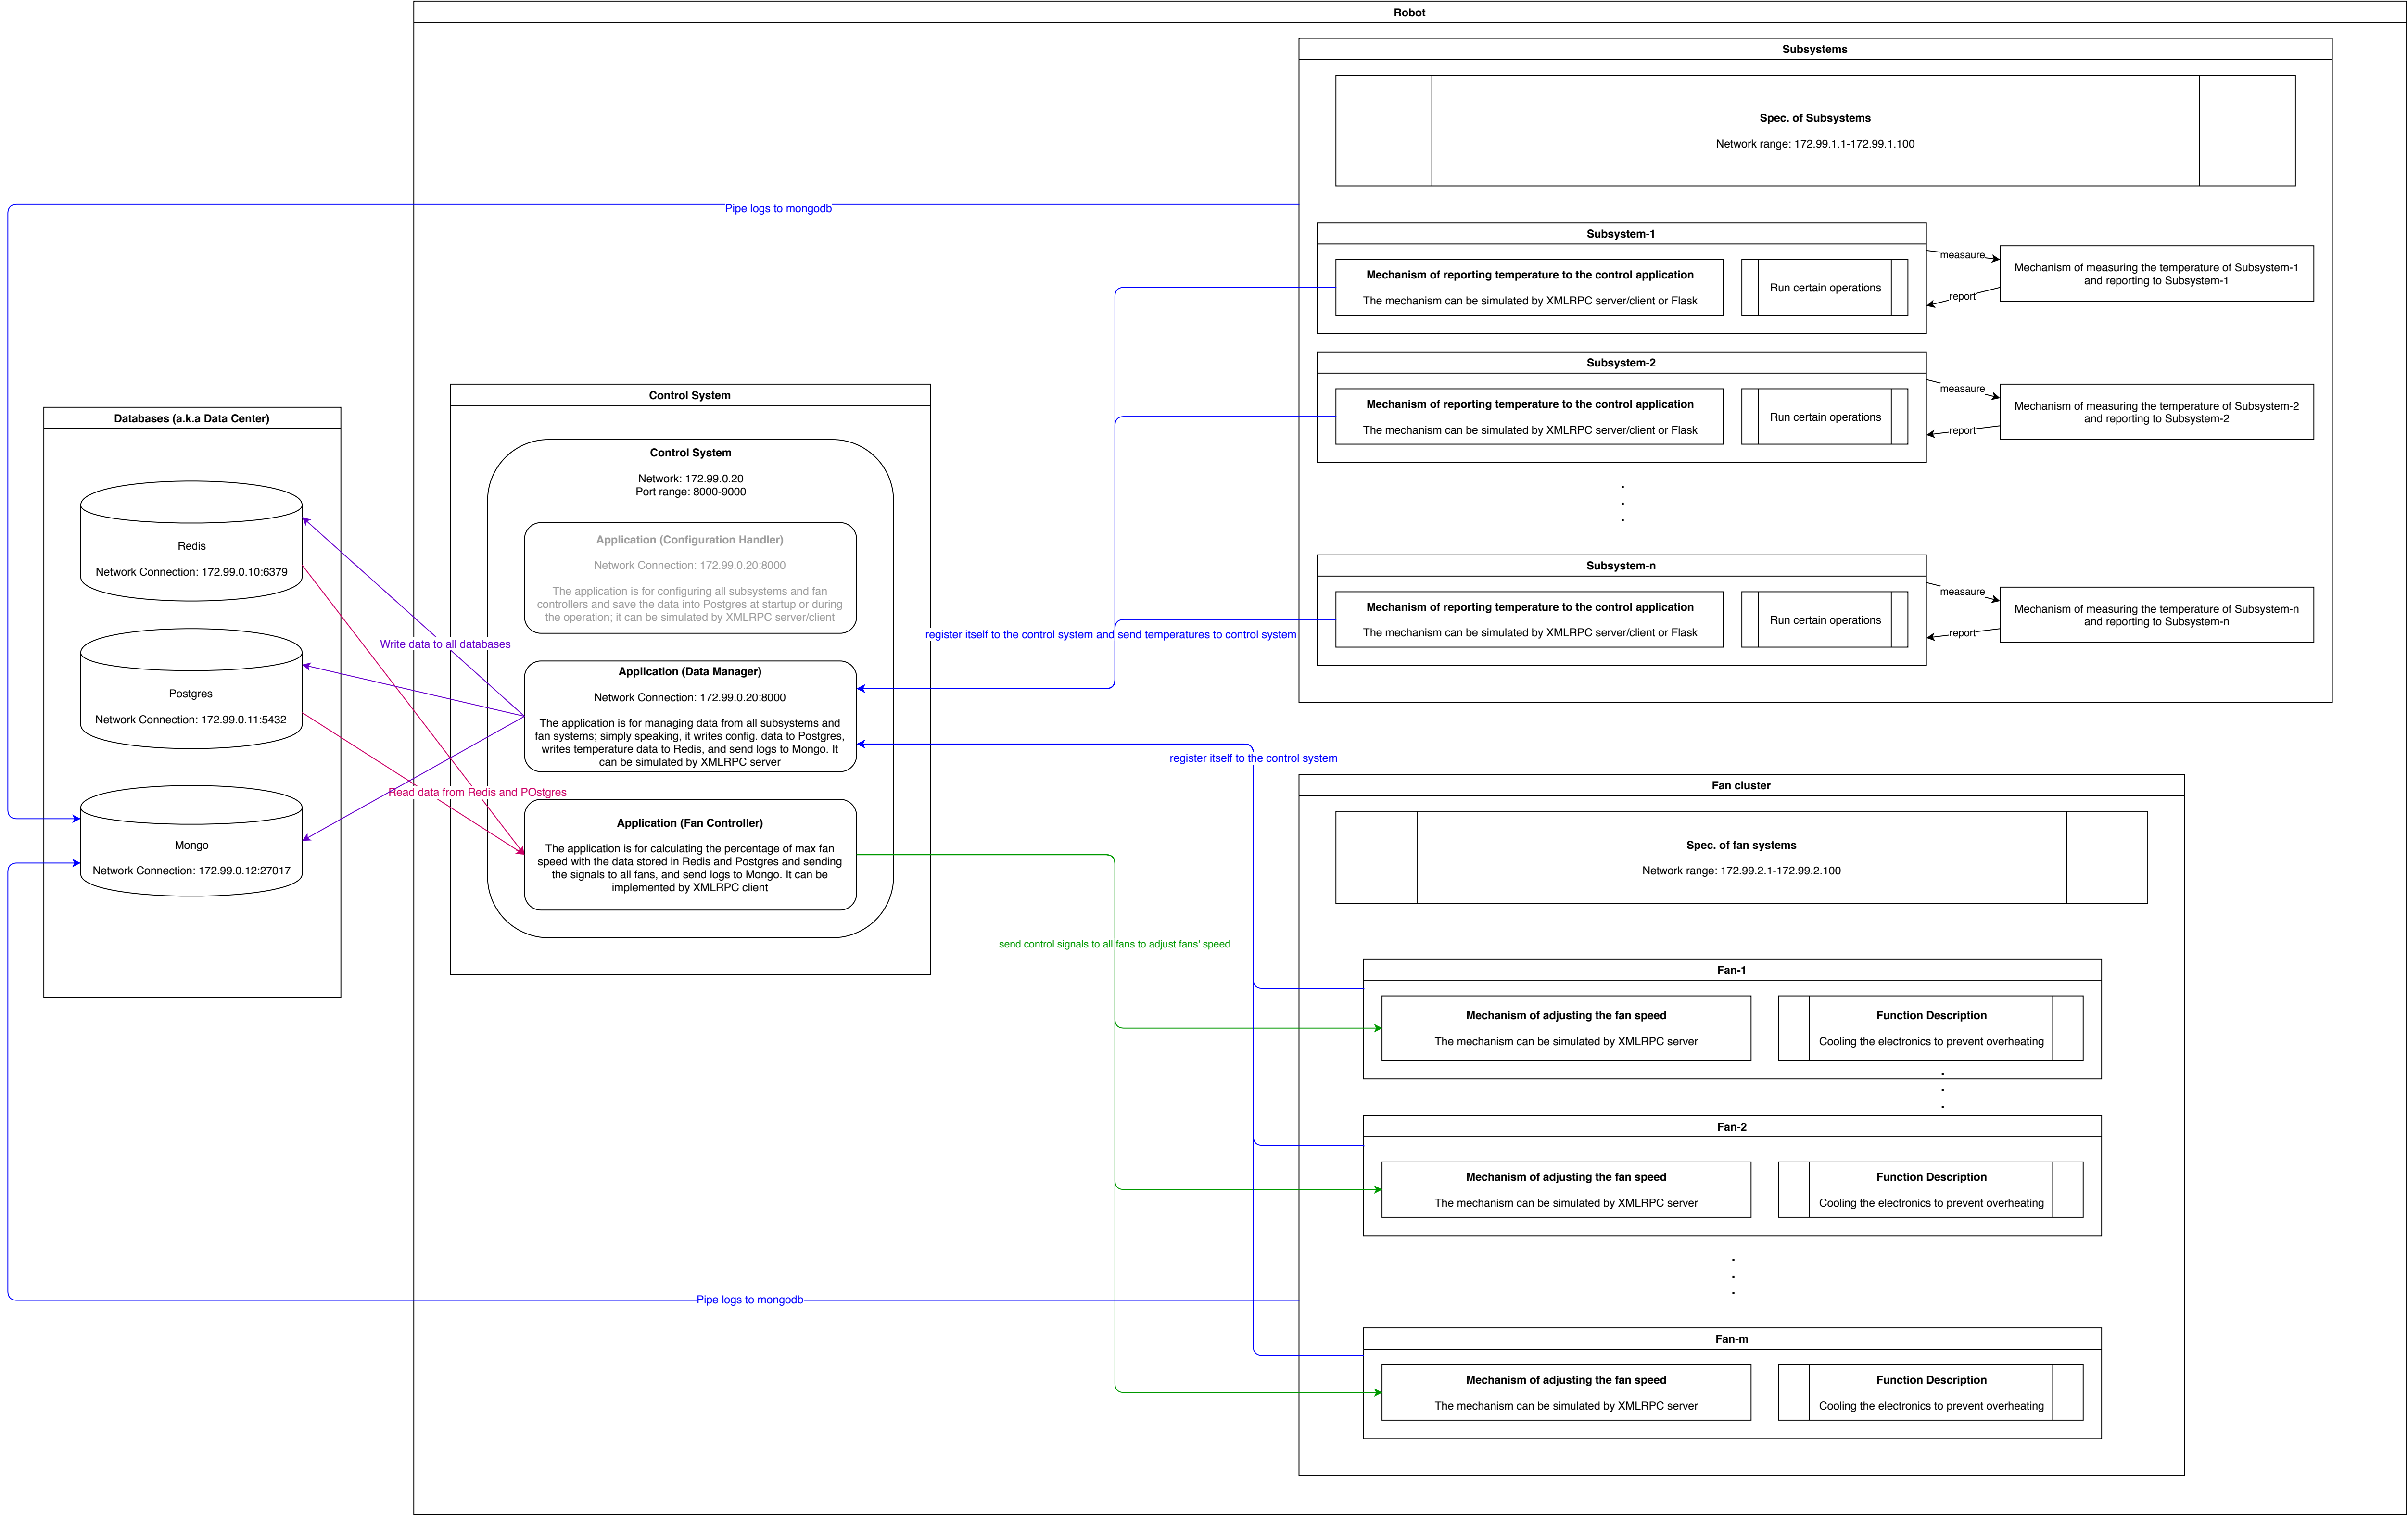 Robot
Subsystems
Spec. of Subsystems
Network range: 172.99.1.1-172.99.1.100
Pipe logs to mongodb
Subsystem-1
Mechanism of reporting temperature to the control application
The mechanism can be simulated by XMLRPC server/client or Flask
Run certain operations
measaure
report
Mechanism of measuring the temperature of Subsystem-1
and reporting to Subsystem-1
Subsystem-2
Mechanism of reporting temperature to the control application
The mechanism can be simulated by XMLRPC server/client or Flask
Run certain operations
measaure
report
Mechanism of measuring the temperature of Subsystem-2
and reporting to Subsystem-2
.
.
.
Subsystem-n
Mechanism of reporting temperature to the control application
The mechanism can be simulated by XMLRPC server/client or Flask
Run certain operations
measaure
report
Mechanism of measuring the temperature of Subsystem-n
and reporting to Subsystem-n
register itself to the control system and send temperatures to control system
Databases (a.k.a Data Center)
Redis
Network Connection: 172.99.0.10:6379
Postgres
Network Connection: 172.99.0.11:5432
Mongo
Network Connection: 172.99.0.12:27017
Write data to all databases
Read data from Redis and POstgres
Control System
Control System
Network: 172.99.0.20
Port range: 8000-9000
Application (Configuration Handler)
Network Connection: 172.99.0.20:8000
The application is for configuring all subsystems and fan
controllers and save the data into Postgres at startup or during
the operation; it can be simulated by XMLRPC server/client
Application (Data Manager)
Network Connection: 172.99.0.20:8000
The application is for managing data from all subsystems and
fan systems; simply speaking, it writes config. data to Postgres,
writes temperature data to Redis, and send logs to Mongo. It
can be simulated by XMLRPC server
Application (Fan Controller)
The application is for calculating the percentage of max fan
speed with the data stored in Redis and Postgres and sending
the signals to all fans, and send logs to Mongo. It can be
implemented by XMLRPC client
register itself to the control system
send control signals to all fans to adjust fans' speed
Fan cluster
Spec. of fan systems
Network range: 172.99.2.1-172.99.2.100
Fan-1
Mechanism of adjusting the fan speed
The mechanism can be simulated by XMLRPC server
Function Description
Cooling the electronics to prevent overheating
.
.
.
Fan-2
Mechanism of adjusting the fan speed
The mechanism can be simulated by XMLRPC server
Function Description
Cooling the electronics to prevent overheating
.
.
.
Pipe logs to mongodb
Fan-m
Mechanism of adjusting the fan speed
The mechanism can be simulated by XMLRPC server
Function Description
Cooling the electronics to prevent overheating